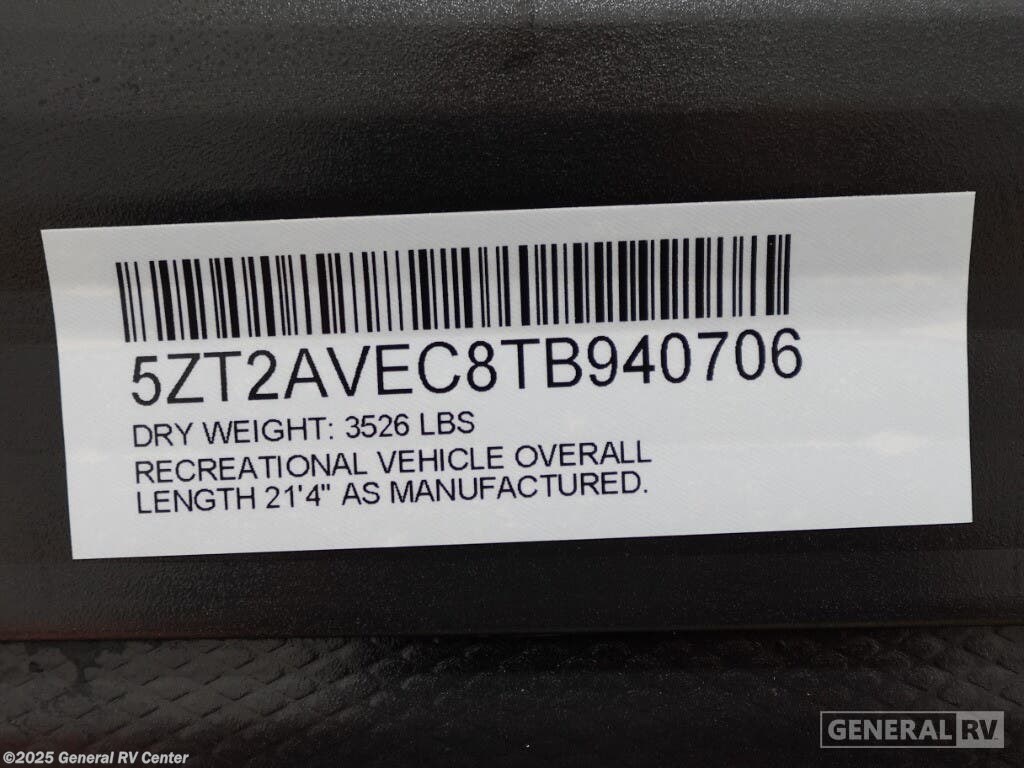 5ZT2AVEC8TB940706
DRY WEIGHT: 3526 LBS
RECREATIONAL VEHICLE OVERALL
LENGTH 21'4" AS MANUFACTURED.
GENERAL RV
©2025 General RV Center